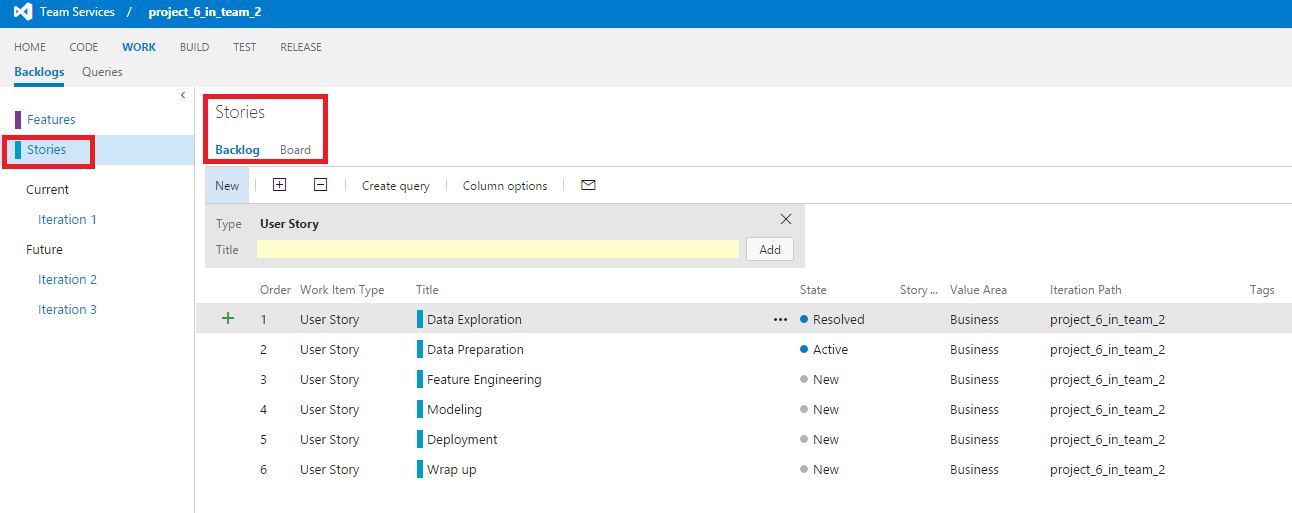 Team Services / project_6_in_team_2
HOME CODE WORK BUILD TEST RELEASE
Backlogs Queries
Features
Stories
Current
Iteration 1
Future
Iteration 2
Iteration 3
Stories
Backlog Board
New Create query Column options
Type User Story
Title Add
Order Work Item Type Title State Story ... Value Area Iteration Path Tags
1 User Story Data Exploration ... Resolved Business project_6_in_team_2
2 User Story Data Preparation Active Business project_6_in_team_2
3 User Story Feature Engineering New Business project_6_in_team_2
4 User Story Modeling New Business project_6_in_team_2
5 User Story Deployment New Business project_6_in_team_2
6 User Story Wrap up New Business project_6_in_team_2